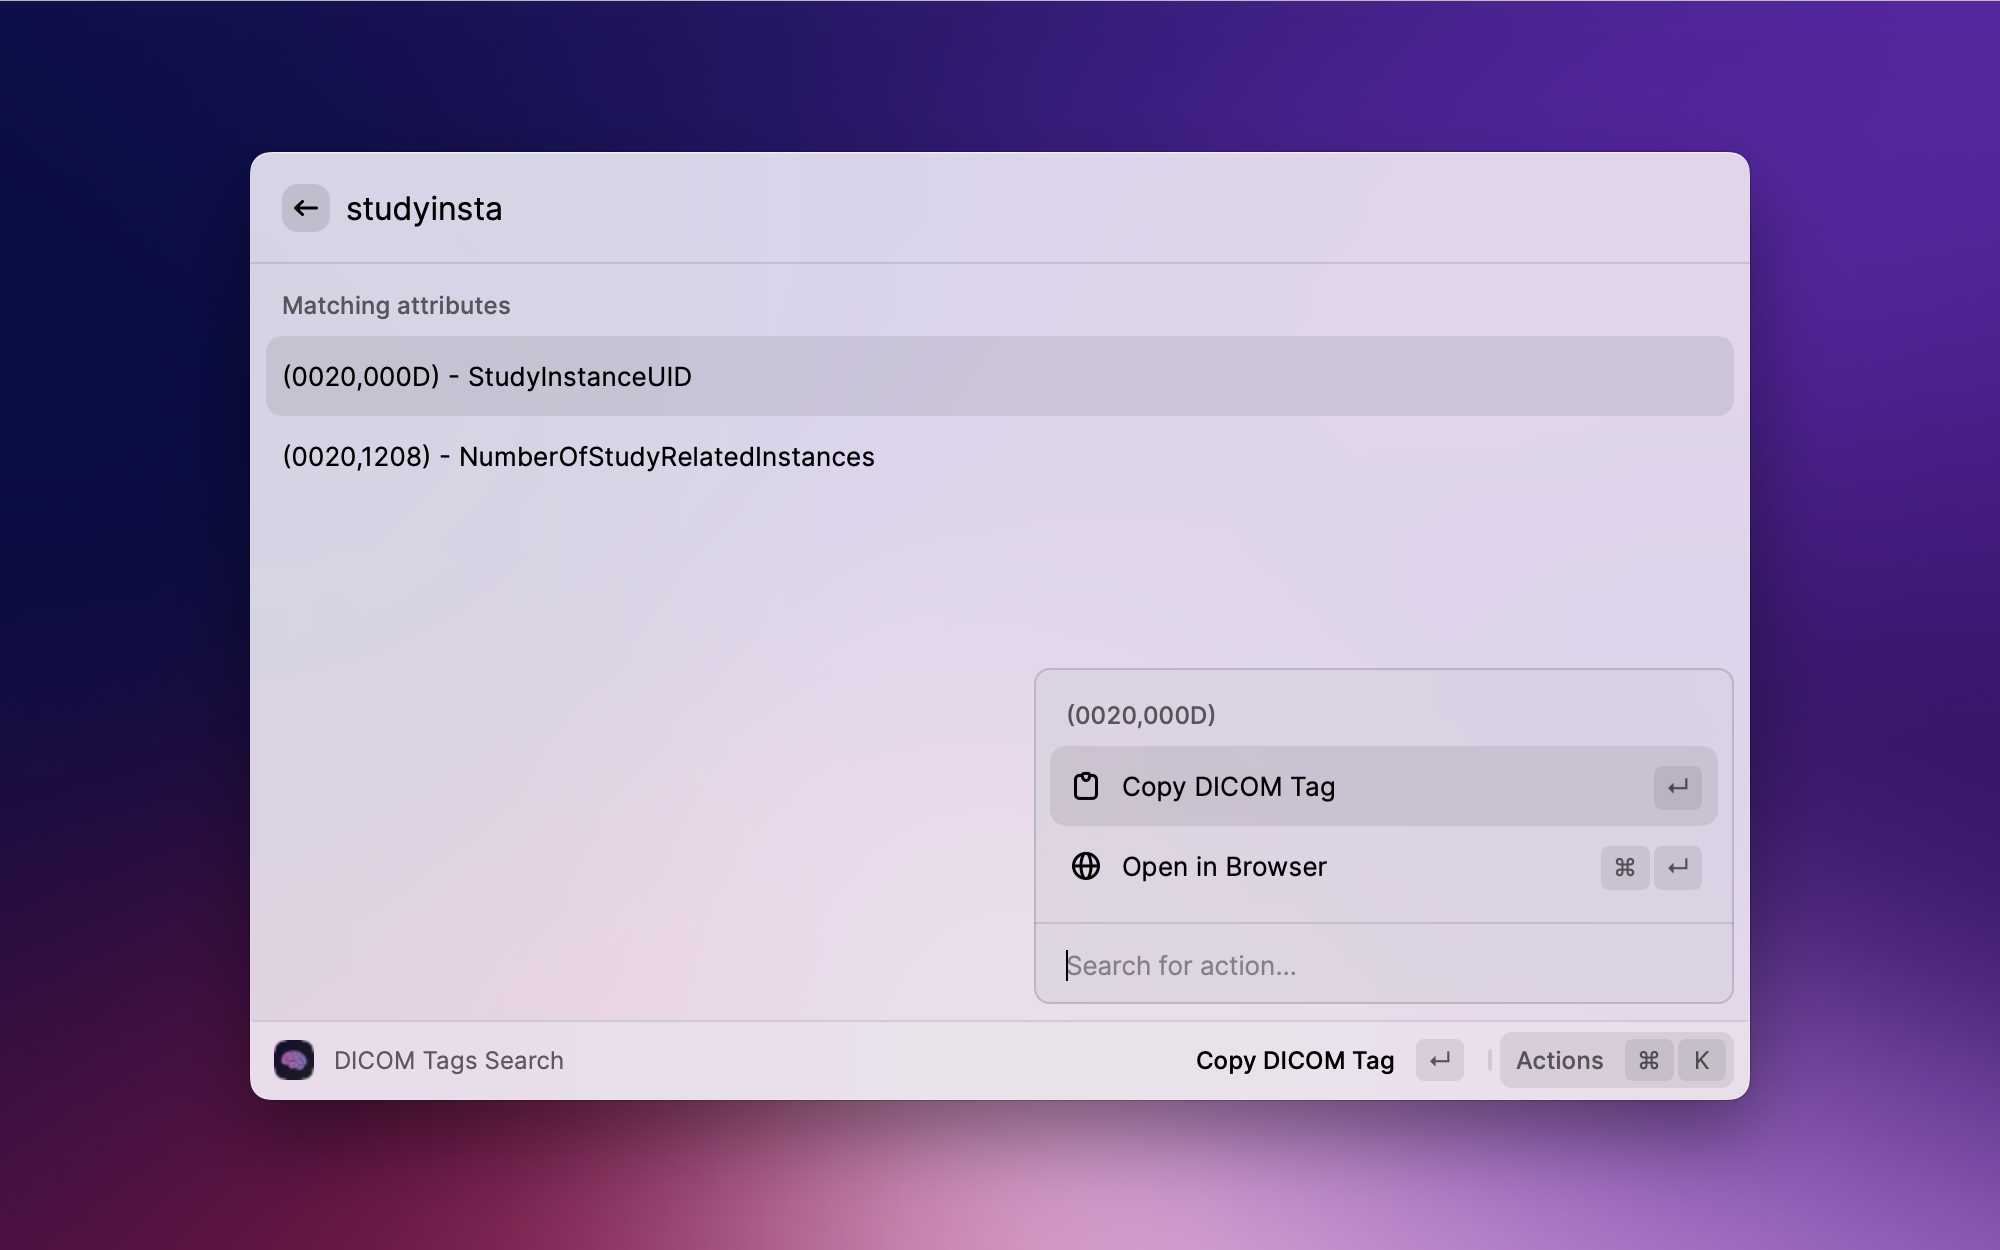 studyinsta
Matching attributes
(0020,000D) - StudyInstanceUID
(0020,1208) - NumberOfStudyRelatedInstances
(0020,000D)
Copy DICOM Tag ↵
Open in Browser ⌘ ↵
Search for action...
DICOM Tags Search Copy DICOM Tag ↵ Actions ⌘ K